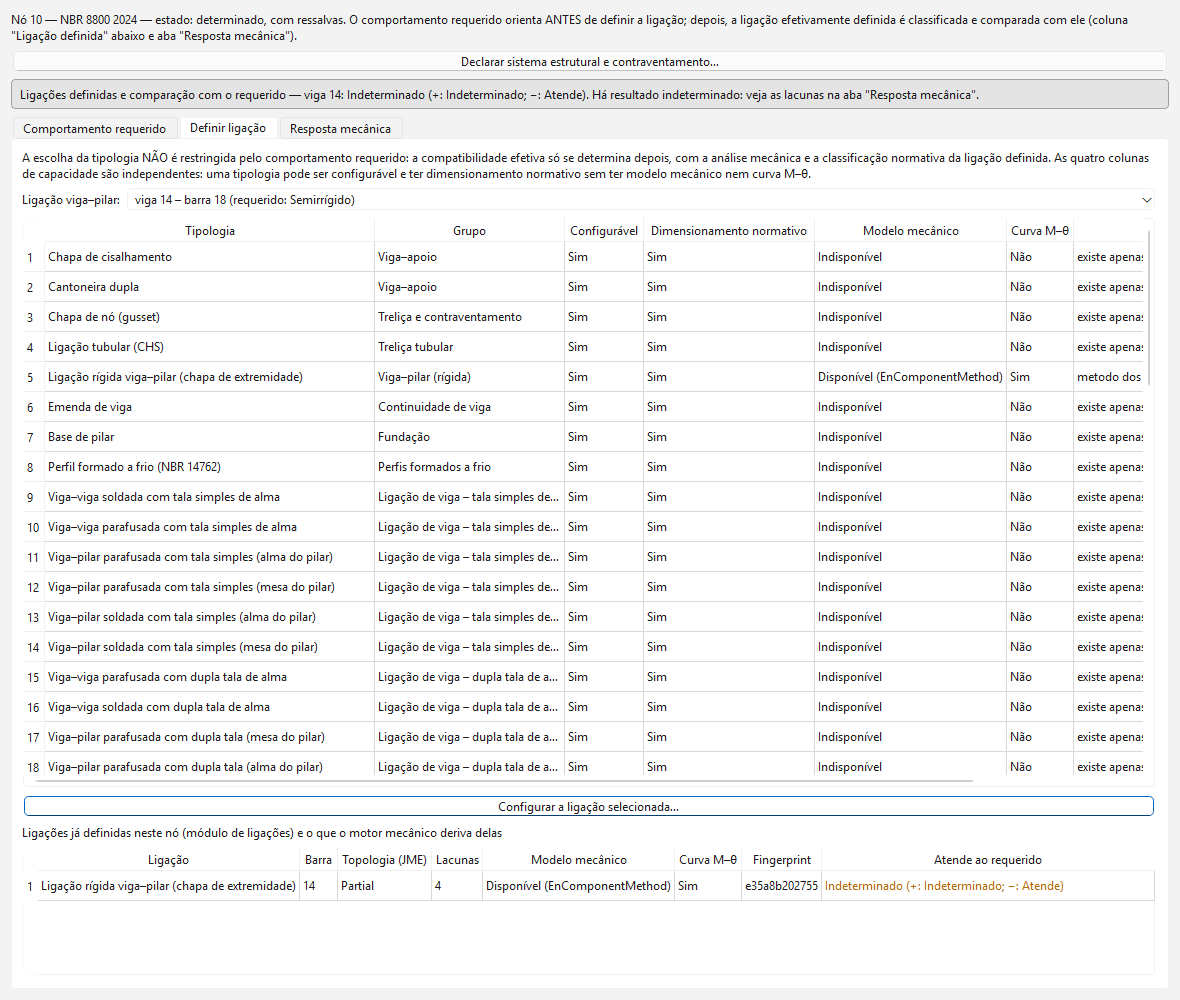 Nó 10 — NBR 8800 2024 — estado: determinado, com ressalvas. O comportamento requerido orienta ANTES de definir a ligação; depois, a ligação efetivamente definida é classificada e comparada com ele (coluna
"Ligação definida" abaixo e aba "Resposta mecânica").
Declarar sistema estrutural e contraventamento...
Ligações definidas e comparação com o requerido — viga 14: Indeterminado (+: Indeterminado; −: Atende). Há resultado indeterminado: veja as lacunas na aba "Resposta mecânica".
Comportamento requerido Definir ligação Resposta mecânica
A escolha da tipologia NÃO é restringida pelo comportamento requerido: a compatibilidade efetiva só se determina depois, com a análise mecânica e a classificação normativa da ligação definida. As quatro colunas
de capacidade são independentes: uma tipologia pode ser configurável e ter dimensionamento normativo sem ter modelo mecânico nem curva M–θ.
Ligação viga–pilar: viga 14 – barra 18 (requerido: Semirrígido)
Tipologia Grupo Configurável Dimensionamento normativo Modelo mecânico Curva M–θ
1 Chapa de cisalhamento Viga–apoio Sim Sim Indisponível Não existe apenas
2 Cantoneira dupla Viga–apoio Sim Sim Indisponível Não existe apenas
3 Chapa de nó (gusset) Treliça e contraventamento Sim Sim Indisponível Não existe apenas
4 Ligação tubular (CHS) Treliça tubular Sim Sim Indisponível Não existe apenas
5 Ligação rígida viga–pilar (chapa de extremidade) Viga–pilar (rígida) Sim Sim Disponível (EnComponentMethod) Sim metodo dos
6 Emenda de viga Continuidade de viga Sim Sim Indisponível Não existe apenas
7 Base de pilar Fundação Sim Sim Indisponível Não existe apenas
8 Perfil formado a frio (NBR 14762) Perfis formados a frio Sim Sim Indisponível Não existe apenas
9 Viga–viga soldada com tala simples de alma Ligação de viga – tala simples de... Sim Sim Indisponível Não existe apenas
10 Viga–viga parafusada com tala simples de alma Ligação de viga – tala simples de... Sim Sim Indisponível Não existe apenas
11 Viga–pilar parafusada com tala simples (alma do pilar) Ligação de viga – tala simples de... Sim Sim Indisponível Não existe apenas
12 Viga–pilar parafusada com tala simples (mesa do pilar) Ligação de viga – tala simples de... Sim Sim Indisponível Não existe apenas
13 Viga–pilar soldada com tala simples (alma do pilar) Ligação de viga – tala simples de... Sim Sim Indisponível Não existe apenas
14 Viga–pilar soldada com tala simples (mesa do pilar) Ligação de viga – tala simples de... Sim Sim Indisponível Não existe apenas
15 Viga–viga parafusada com dupla tala de alma Ligação de viga – dupla tala de a... Sim Sim Indisponível Não existe apenas
16 Viga–viga soldada com dupla tala de alma Ligação de viga – dupla tala de a... Sim Sim Indisponível Não existe apenas
17 Viga–pilar parafusada com dupla tala (mesa do pilar) Ligação de viga – dupla tala de a... Sim Sim Indisponível Não existe apenas
18 Viga–pilar parafusada com dupla tala (alma do pilar) Ligação de viga – dupla tala de a... Sim Sim Indisponível Não existe apenas
Configurar a ligação selecionada...
Ligações já definidas neste nó (módulo de ligações) e o que o motor mecânico deriva delas
Ligação Barra Topologia (JME) Lacunas Modelo mecânico Curva M–θ Fingerprint Atende ao requerido
1 Ligação rígida viga–pilar (chapa de extremidade) 14 Partial 4 Disponível (EnComponentMethod) Sim e35a8b202755 Indeterminado (+: Indeterminado; −: Atende)